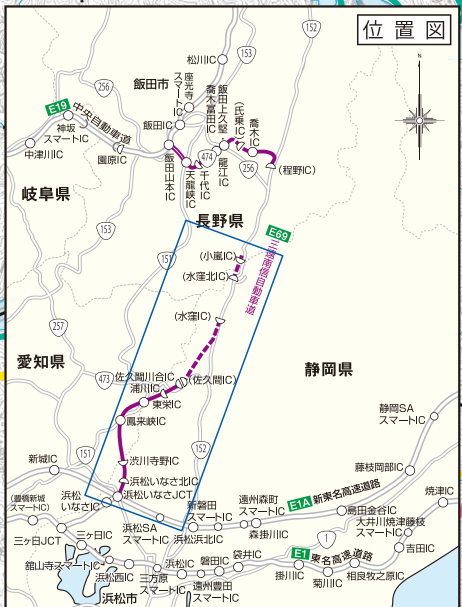 位置図
N
152
153
松川IC
256
飯田市
座光寺
スマートIC
飯田上久堅・
喬木富田IC
(氏乗IC)
喬木IC
E19
中央自動車道
神坂
スマートIC
飯田IC
中津川IC
園原IC
飯田山本IC
天龍峡IC
千代IC
474
龍江IC
256
(程野IC)
岐阜県
153
長野県
151
E69
三遠南信自動車道
(小嵐IC)
(水窪北IC)
257
(水窪IC)
愛知県
473
佐久間川合IC
(佐久間IC)
浦川IC
東栄IC
静岡県
鳳来峡IC
静岡SA
スマートIC
151
152
新城IC
渋川寺野IC
藤枝岡部IC
浜松いなさ北IC
浜松いなさJCT
151
浜松
いなさIC
(豊橋新城
スマートIC)
新磐田
スマートIC
遠州森町
スマートIC
E1A
新東名高速道路
焼津IC
浜松SA
スマートIC
浜松浜北IC
森掛川IC
島田金谷IC
大井川焼津藤枝
スマートIC
三ヶ日JCT
三ヶ日IC
1
吉田IC
舘山寺スマートIC
浜松IC
磐田IC
袋井IC
E1
東名高速道路
浜松西IC
三方原
スマートIC
遠州豊田
スマートIC
掛川IC
菊川IC
相良牧之原IC
浜松市